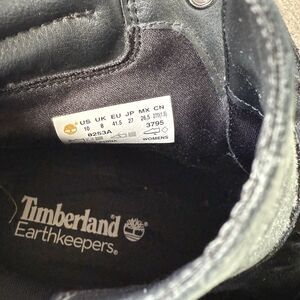 US UK EU JP MX CN
10 8 41.5 27 26.5 270(1.5)
8253A 3795
WOMENS
Timberland
Earthkeepers®